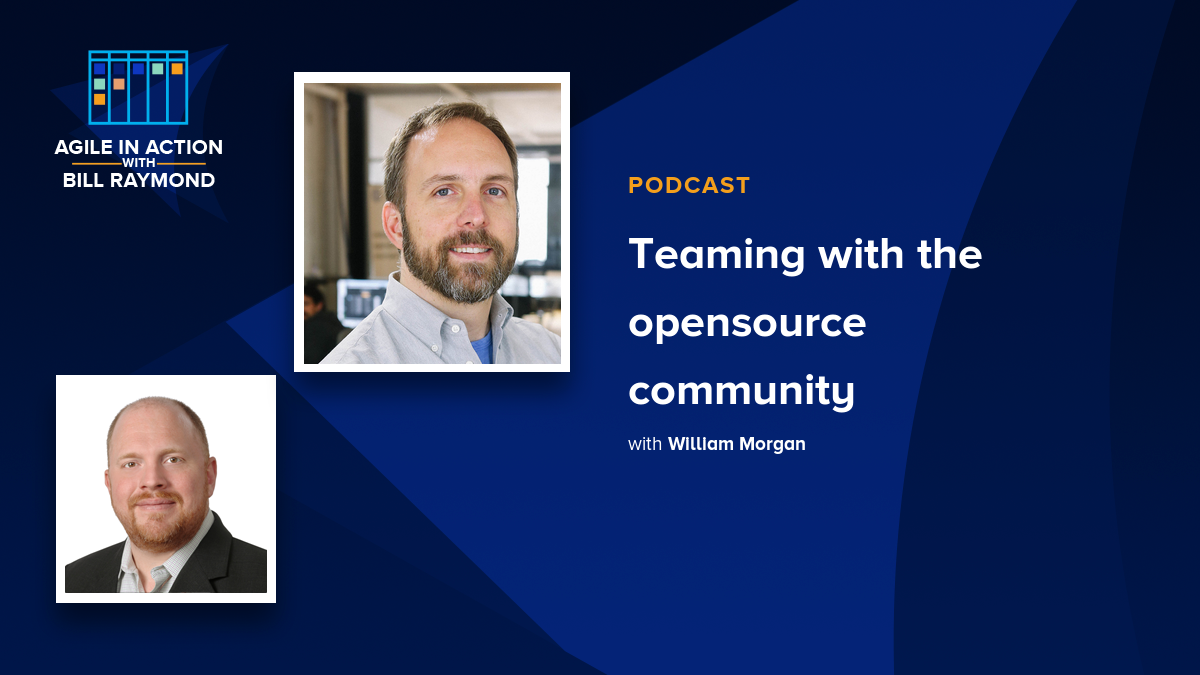 AGILE IN ACTION
WITH
BILL RAYMOND
PODCAST
Teaming with the
opensource
community
with William Morgan